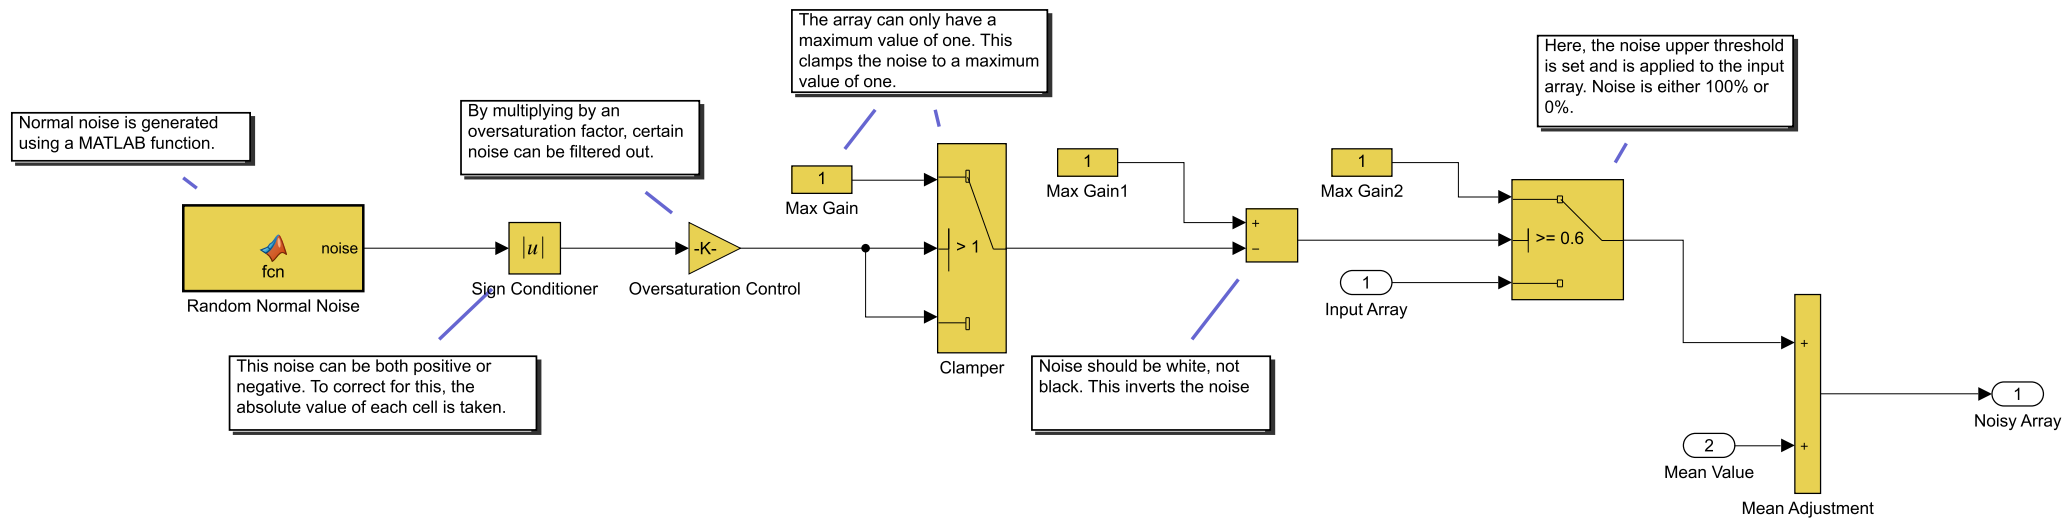 Normal noise is generated
using a MATLAB function.
noise
fcn
Random Normal Noise
|u|
Sign Conditioner
This noise can be both positive or
negative. To correct for this, the
absolute value of each cell is taken.
By multiplying by an
oversaturation factor, certain
noise can be filtered out.
-K-
Oversaturation Control
The array can only have a
maximum value of one. This
clamps the noise to a maximum
value of one.
1
Max Gain
> 1
Clamper
1
Max Gain1
+
−
Noise should be white, not
black. This inverts the noise
1
Max Gain2
1
Input Array
Here, the noise upper threshold
is set and is applied to the input
array. Noise is either 100% or
0%.
>= 0.6
2
Mean Value
+
+
Mean Adjustment
1
Noisy Array